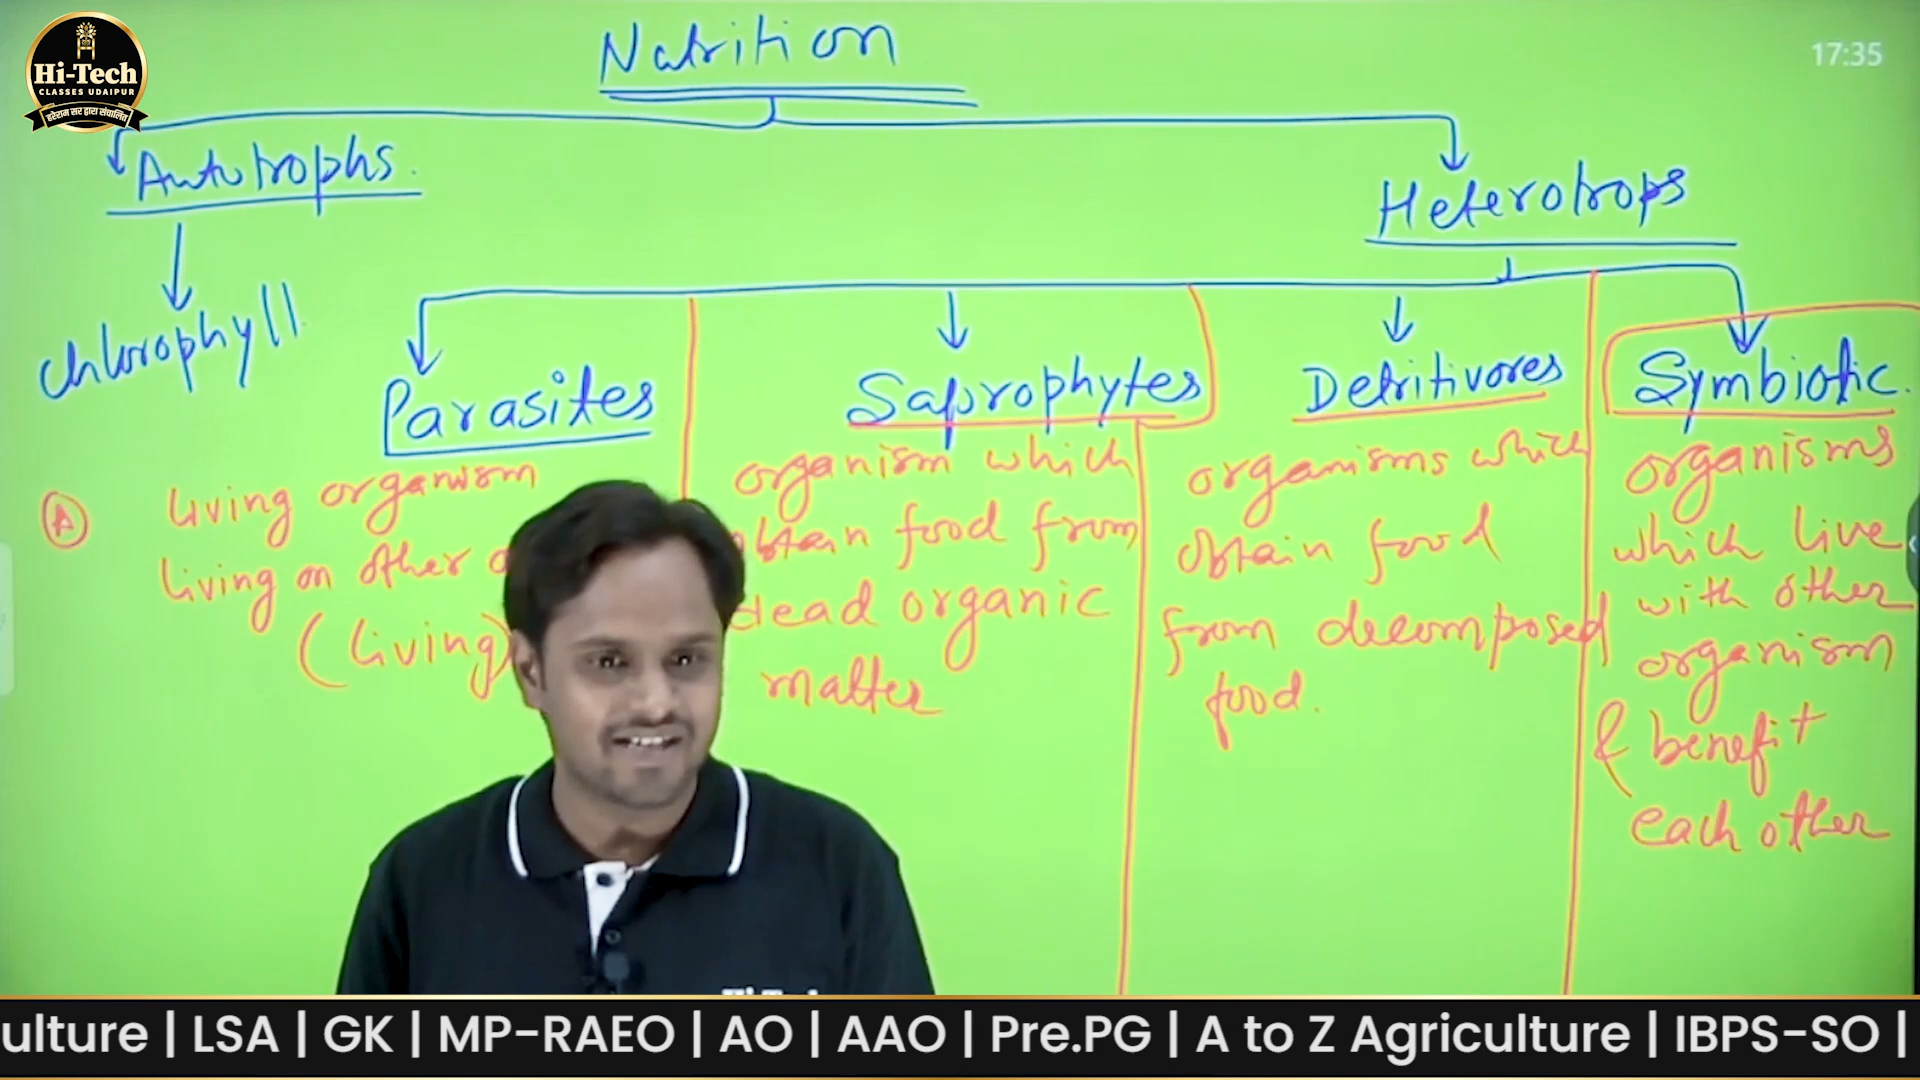 Hi-Tech
CLASSES UDAIPUR
हरेराम सर द्वारा संचालित
17:35
Nutrition
Autotrophs.
Heterotrops
chlorophyll
Parasites
Saprophytes
Detritivores
Symbiotic.
A
living organism
living on other
(living)
organism which
obtain food from
dead organic
matter
organisms which
obtain food
from decomposed
food.
organisms
which live
with other
organism
& benefit
each other
ulture | LSA | GK | MP-RAEO | AO | AAO | Pre.PG | A to Z Agriculture | IBPS-SO |